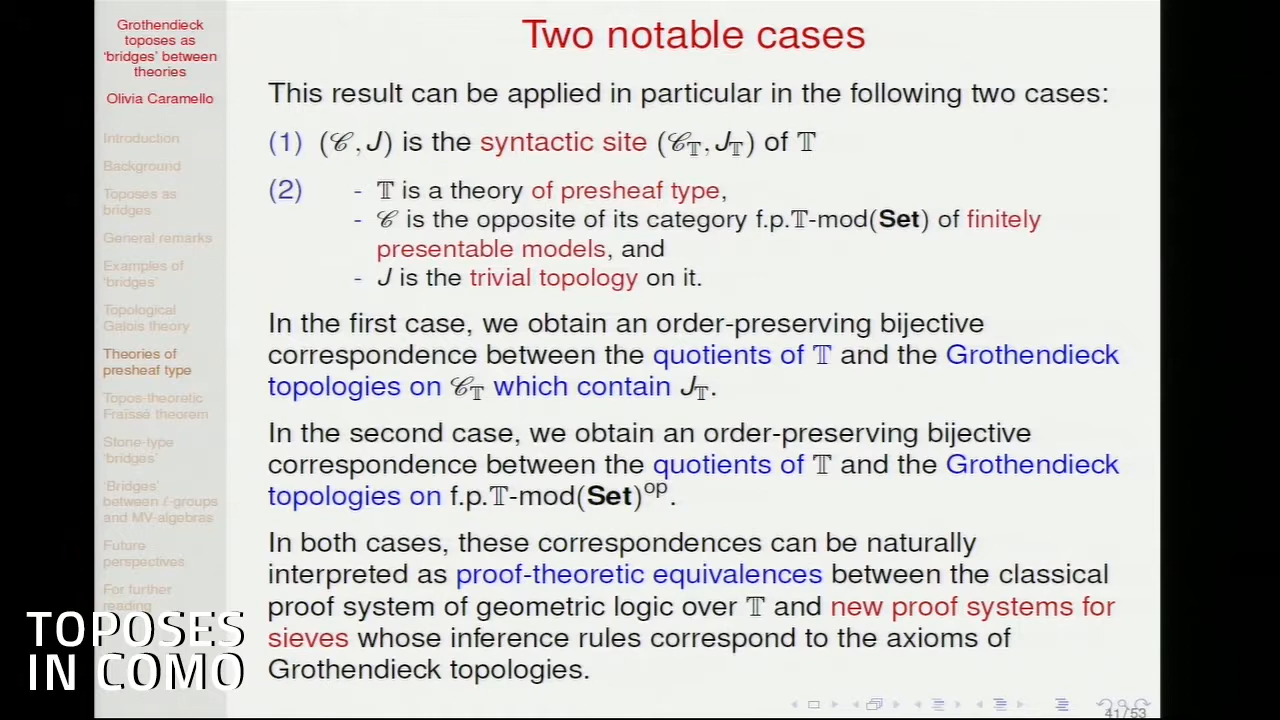 Grothendieck
toposes as
‘bridges’ between
theories
Olivia Caramello
Introduction
Background
Toposes as
bridges
General remarks
Examples of
‘bridges’
Topological
Galois theory
Theories of
presheaf type
Topos-theoretic
Fraïssé theorem
Stone-type
‘bridges’
‘Bridges’
between ℓ-groups
and MV-algebras
Future
perspectives
For further
reading
TOPOSES
IN COMO
Two notable cases
This result can be applied in particular in the following two cases:
(1) (𝒞, J) is the syntactic site (𝒞_𝕋, J_𝕋) of 𝕋
(2) - 𝕋 is a theory of presheaf type,
- 𝒞 is the opposite of its category f.p.𝕋-mod(Set) of finitely
presentable models, and
- J is the trivial topology on it.
In the first case, we obtain an order-preserving bijective
correspondence between the quotients of 𝕋 and the Grothendieck
topologies on 𝒞_𝕋 which contain J_𝕋.
In the second case, we obtain an order-preserving bijective
correspondence between the quotients of 𝕋 and the Grothendieck
topologies on f.p.𝕋-mod(Set)^op.
In both cases, these correspondences can be naturally
interpreted as proof-theoretic equivalences between the classical
proof system of geometric logic over 𝕋 and new proof systems for
sieves whose inference rules correspond to the axioms of
Grothendieck topologies.
41/53